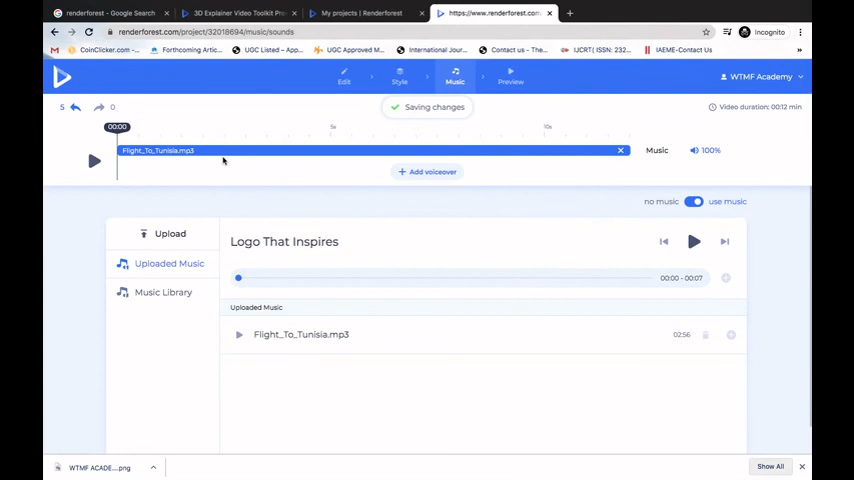 renderforest - Google Search
3D Explainer Video Toolkit Pre
My projects | Renderforest
https://www.renderforest.com.
Incognito
renderforest.com/project/32018694/music/sounds
CoinClicker.com -...
Forthcoming Artic...
UGC Listed – App...
UGC Approved M...
International Jour...
Contact us - The...
IJCRT( ISSN: 232...
IAEME-Contact Us
Edit
Style
Music
Preview
WTMF Academy
5
0
Saving changes
Video duration: 00:12 min
00:00
5s
10s
Flight_To_Tunisia.mp3
Music
100%
+ Add voiceover
no music
use music
Upload
Uploaded Music
Music Library
Logo That Inspires
00:00 - 00:07
Uploaded Music
Flight_To_Tunisia.mp3
02:56
WTMF ACADE....png
Show All